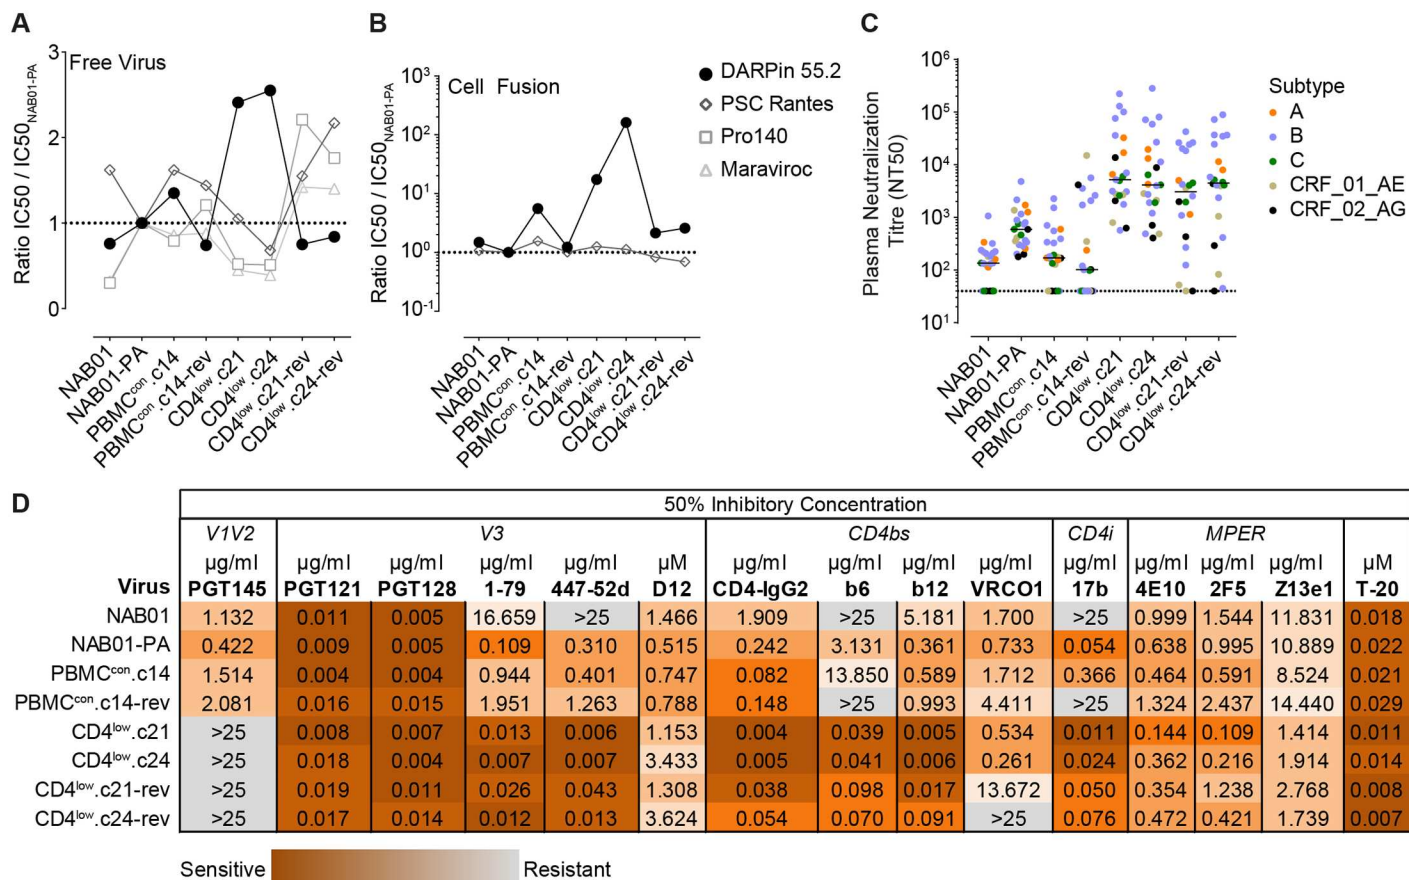 A
Free Virus
Ratio IC50 / IC50NAB01-PA
3
2
1
0
NAB01
NAB01-PA
PBMCcon.c14
PBMCcon.c14-rev
CD4low.c21
CD4low.c24
CD4low.c21-rev
CD4low.c24-rev
B
Cell Fusion
Ratio IC50 / IC50NAB01-PA
10³
10²
10¹
10⁰
10⁻¹
NAB01
NAB01-PA
PBMCcon.c14
PBMCcon.c14-rev
CD4low.c21
CD4low.c24
CD4low.c21-rev
CD4low.c24-rev
DARPin 55.2
PSC Rantes
Pro140
Maraviroc
C
Plasma Neutralization
Titre (NT50)
10⁶
10⁵
10⁴
10³
10²
10¹
NAB01
NAB01-PA
PBMCcon.c14
PBMCcon.c14-rev
CD4low.c21
CD4low.c24
CD4low.c21-rev
CD4low.c24-rev
Subtype
A
B
C
CRF_01_AE
CRF_02_AG
D
50% Inhibitory Concentration
V1V2 V3 CD4bs CD4i MPER
µg/ml µg/ml µg/ml µg/ml µg/ml µM µg/ml µg/ml µg/ml µg/ml µg/ml µg/ml µg/ml µg/ml µM
Virus PGT145 PGT121 PGT128 1-79 447-52d D12 CD4-IgG2 b6 b12 VRCO1 17b 4E10 2F5 Z13e1 T-20
NAB01 1.132 0.011 0.005 16.659 >25 1.466 1.909 >25 5.181 1.700 >25 0.999 1.544 11.831 0.018
NAB01-PA 0.422 0.009 0.005 0.109 0.310 0.515 0.242 3.131 0.361 0.733 0.054 0.638 0.995 10.889 0.022
PBMCcon.c14 1.514 0.004 0.004 0.944 0.401 0.747 0.082 13.850 0.589 1.712 0.366 0.464 0.591 8.524 0.021
PBMCcon.c14-rev 2.081 0.016 0.015 1.951 1.263 0.788 0.148 >25 0.993 4.411 >25 1.324 2.437 14.440 0.029
CD4low.c21 >25 0.008 0.007 0.013 0.006 1.153 0.004 0.039 0.005 0.534 0.011 0.144 0.109 1.414 0.011
CD4low.c24 >25 0.018 0.004 0.007 0.007 3.433 0.005 0.041 0.006 0.261 0.024 0.362 0.216 1.914 0.014
CD4low.c21-rev >25 0.019 0.011 0.026 0.043 1.308 0.038 0.098 0.017 13.672 0.050 0.354 1.238 2.768 0.008
CD4low.c24-rev >25 0.017 0.014 0.012 0.013 3.624 0.054 0.070 0.091 >25 0.076 0.472 0.421 1.739 0.007
Sensitive Resistant